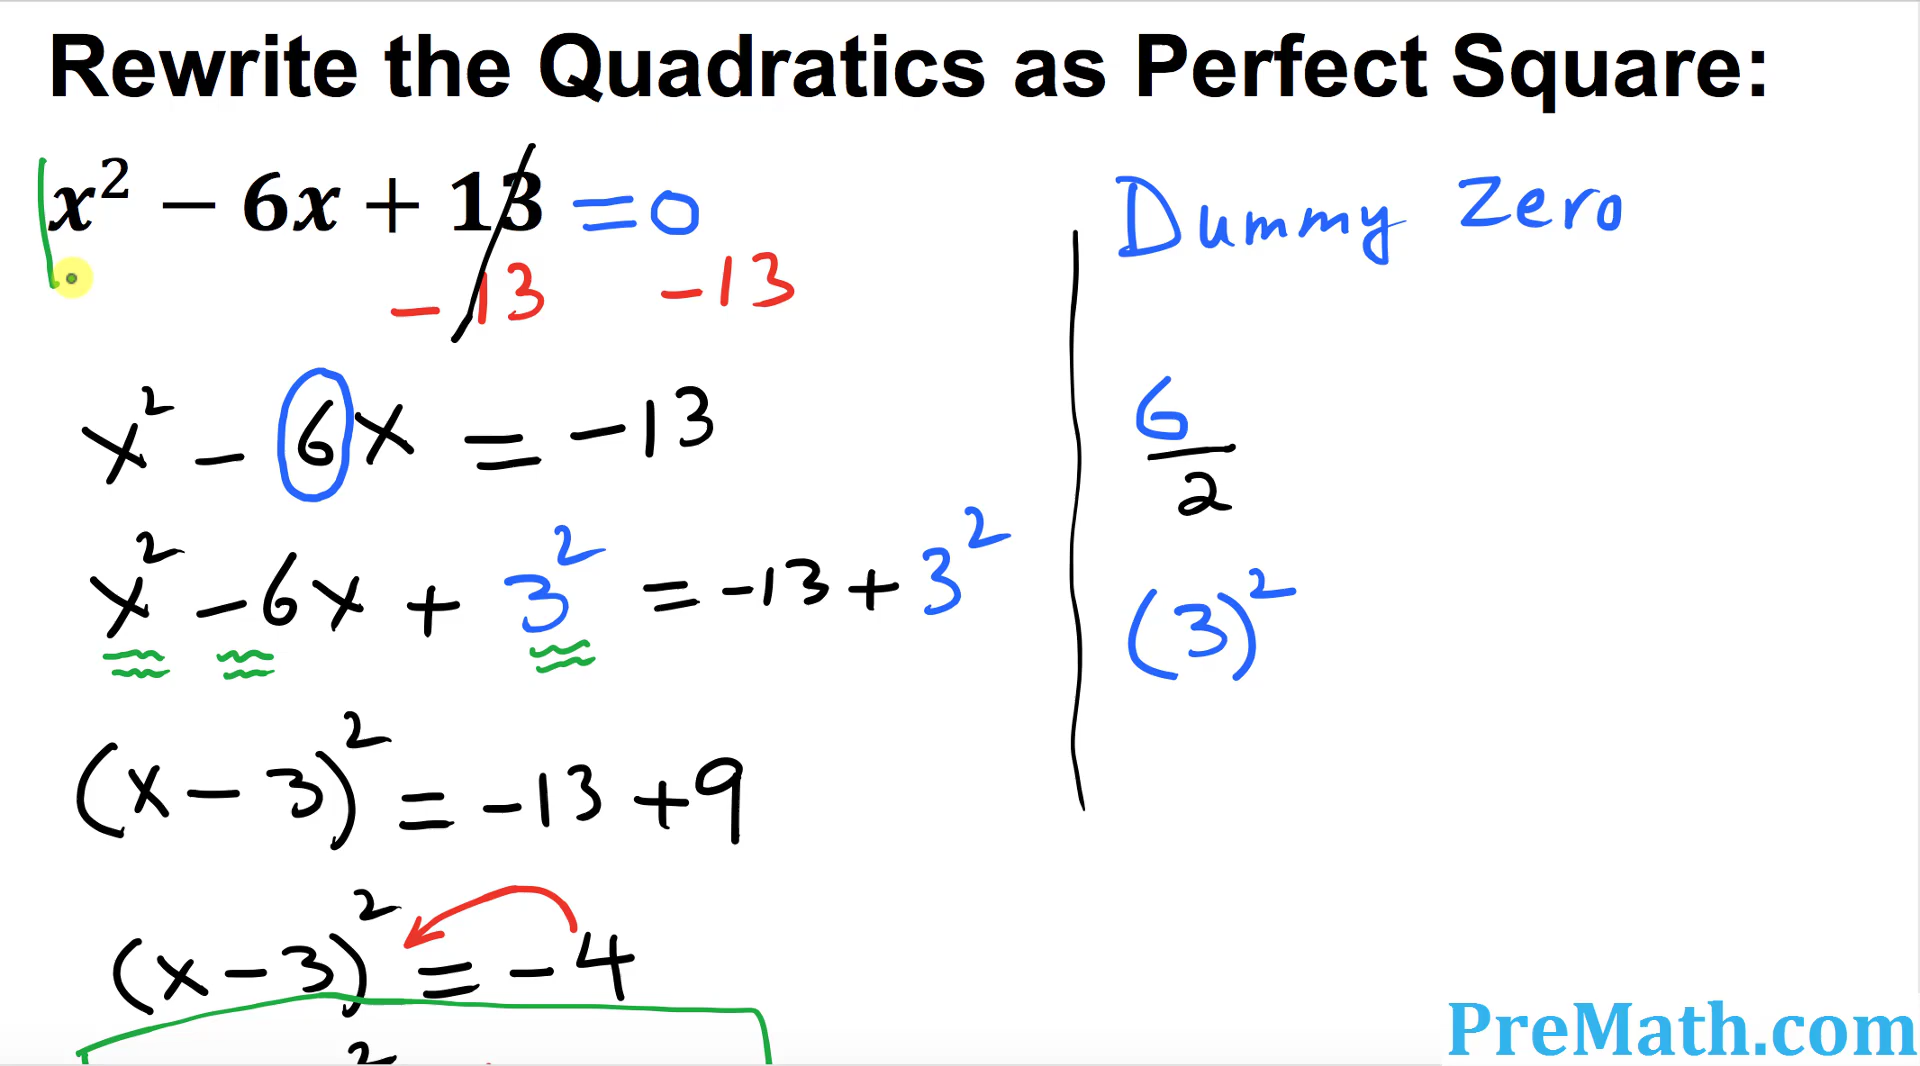 Rewrite the Quadratics as Perfect Square:
x² − 6x + 13 = 0
− 13 − 13
x² − 6x = −13
x² − 6x + 3² = −13 + 3²
(x − 3)² = −13 + 9
(x − 3)² = −4
2
Dummy Zero
6
2
(3)²
PreMath.com